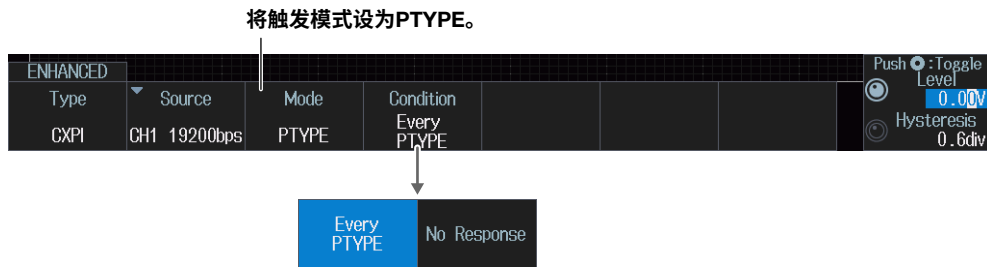 将触发模式设为PTYPE。
ENHANCED
Type
CXPI
Source
CH1 19200bps
Mode
PTYPE
Condition
Every
PTYPE
Push :Toggle
Level
0.00V
Hysteresis
0.6div
Every
PTYPE
No Response